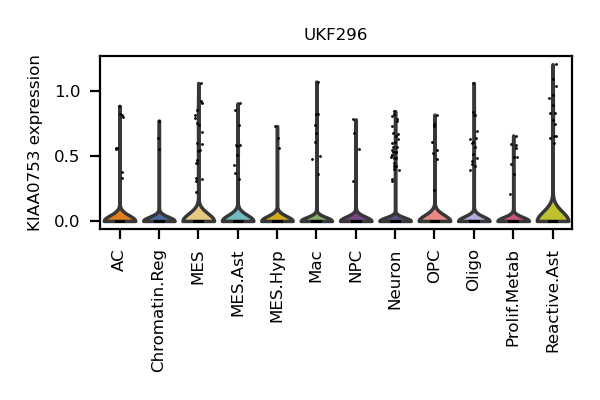 UKF296
KIAA0753 expression
1.0
0.5
0.0
AC
Chromatin.Reg
MES
MES.Ast
MES.Hyp
Mac
NPC
Neuron
OPC
Oligo
Prolif.Metab
Reactive.Ast